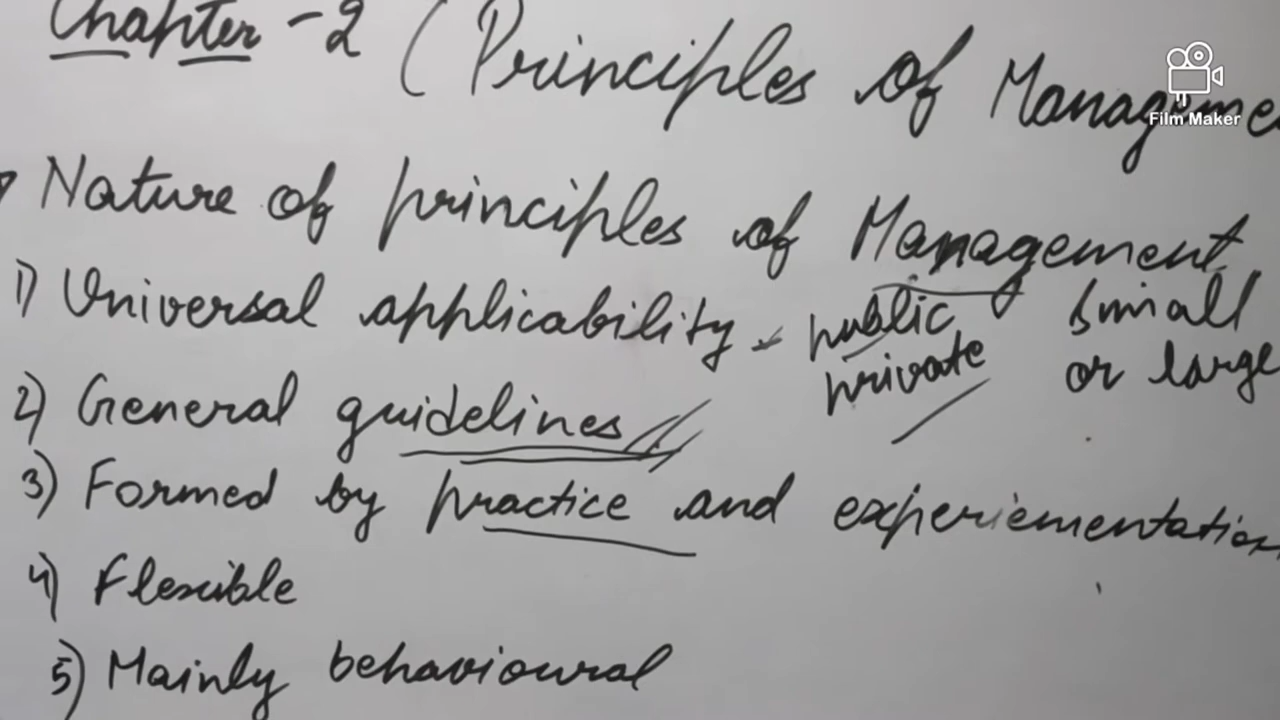 Chapter - 2 (Principles of Manageme
Film Maker
Nature of principles of Management
1) Universal applicability - public small
private or large
2) General guidelines
3) Formed by practice and experiementation
4) Flexible
5) Mainly behavioural